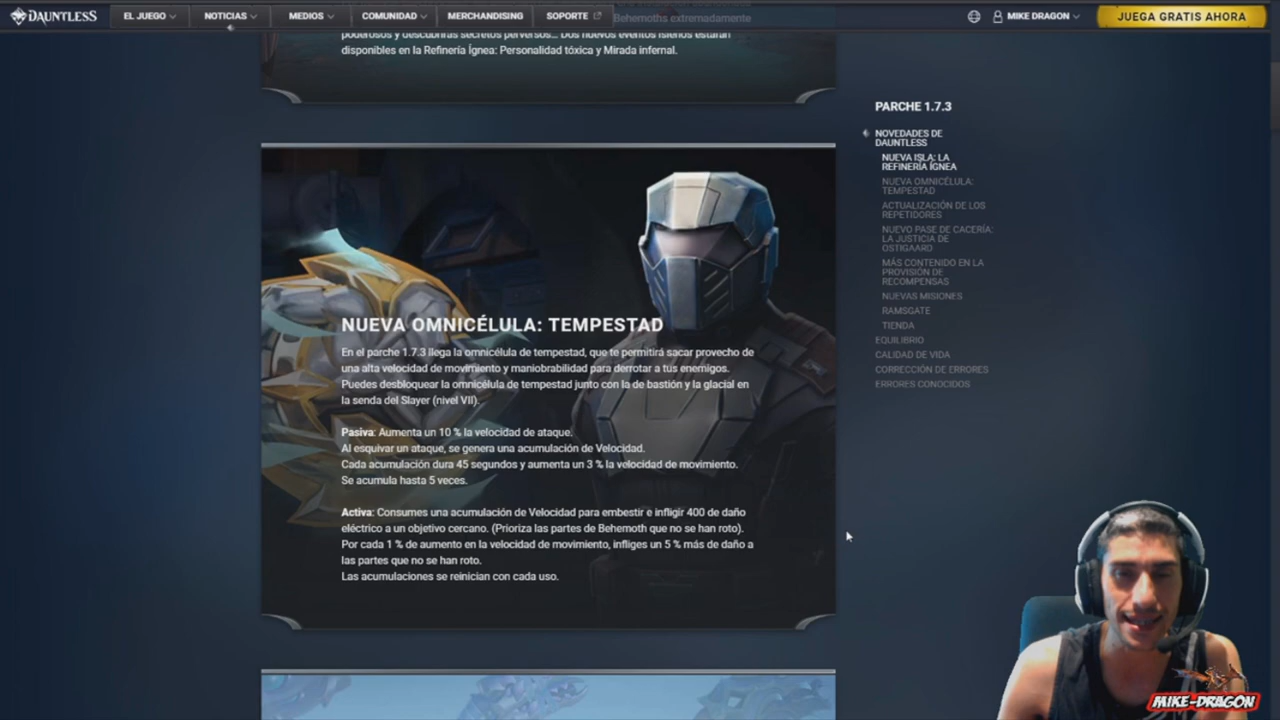 DAUNTLESS
EL JUEGO
NOTICIAS
MEDIOS
COMUNIDAD
MERCHANDISING
SOPORTE
MIKE DRAGON
JUEGA GRATIS AHORA
Behemoths extremadamente
poderosos y descubrirás secretos perversos... Dos nuevos eventos isleños estarán
disponibles en la Refinería Ígnea: Personalidad tóxica y Mirada infernal.
NUEVA OMNICÉLULA: TEMPESTAD
En el parche 1.7.3 llega la omnicélula de tempestad, que te permitirá sacar provecho de
una alta velocidad de movimiento y maniobrabilidad para derrotar a tus enemigos.
Puedes desbloquear la omnicélula de tempestad junto con la de bastión y la glacial en
la senda del Slayer (nivel VII).
Pasiva: Aumenta un 10 % la velocidad de ataque.
Al esquivar un ataque, se genera una acumulación de Velocidad.
Cada acumulación dura 45 segundos y aumenta un 3 % la velocidad de movimiento.
Se acumula hasta 5 veces.
Activa: Consumes una acumulación de Velocidad para embestir e infligir 400 de daño
eléctrico a un objetivo cercano. (Prioriza las partes de Behemoth que no se han roto).
Por cada 1 % de aumento en la velocidad de movimiento, infliges un 5 % más de daño a
las partes que no se han roto.
Las acumulaciones se reinician con cada uso.
PARCHE 1.7.3
NOVEDADES DE
DAUNTLESS
NUEVA ISLA: LA
REFINERÍA ÍGNEA
NUEVA OMNICÉLULA:
TEMPESTAD
ACTUALIZACIÓN DE LOS
REPETIDORES
NUEVO PASE DE CACERÍA:
LA JUSTICIA DE
OSTIGAARD
MÁS CONTENIDO EN LA
PROVISIÓN DE
RECOMPENSAS
NUEVAS MISIONES
RAMSGATE
TIENDA
EQUILIBRIO
CALIDAD DE VIDA
CORRECCIÓN DE ERRORES
ERRORES CONOCIDOS
MIKE-DRAGON